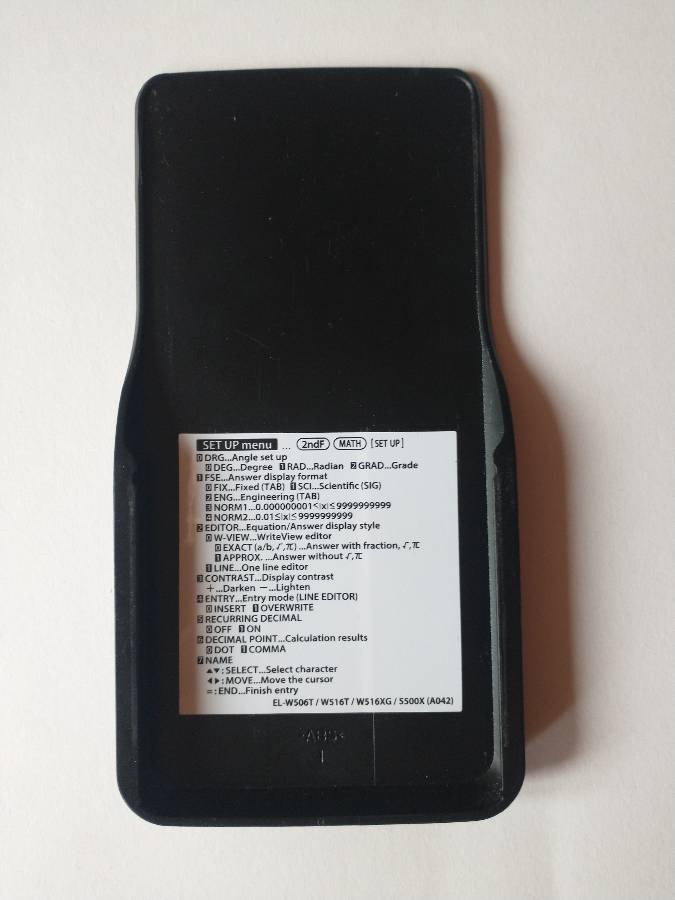 SET UP menu ... 2ndF MATH [SET UP]
0 DRG...Angle set up
0 DEG...Degree 1 RAD...Radian 2 GRAD...Grade
1 FSE...Answer display format
0 FIX...Fixed (TAB) 1 SCI...Scientific (SIG)
2 ENG...Engineering (TAB)
3 NORM1...0.000000001≤|x|≤9999999999
4 NORM2...0.01≤|x|≤9999999999
2 EDITOR...Equation/Answer display style
0 W-VIEW...WriteView editor
0 EXACT (a/b,√,π)...Answer with fraction, √,π
1 APPROX. ...Answer without √,π
1 LINE...One line editor
3 CONTRAST...Display contrast
+...Darken −...Lighten
4 ENTRY...Entry mode (LINE EDITOR)
0 INSERT 1 OVERWRITE
5 RECURRING DECIMAL
0 OFF 1 ON
6 DECIMAL POINT...Calculation results
0 DOT 1 COMMA
7 NAME
▲▼: SELECT...Select character
◀▶: MOVE...Move the cursor
=: END...Finish entry
EL-W506T / W516T / W516XG / 5500X (A042)
>ABS<
1